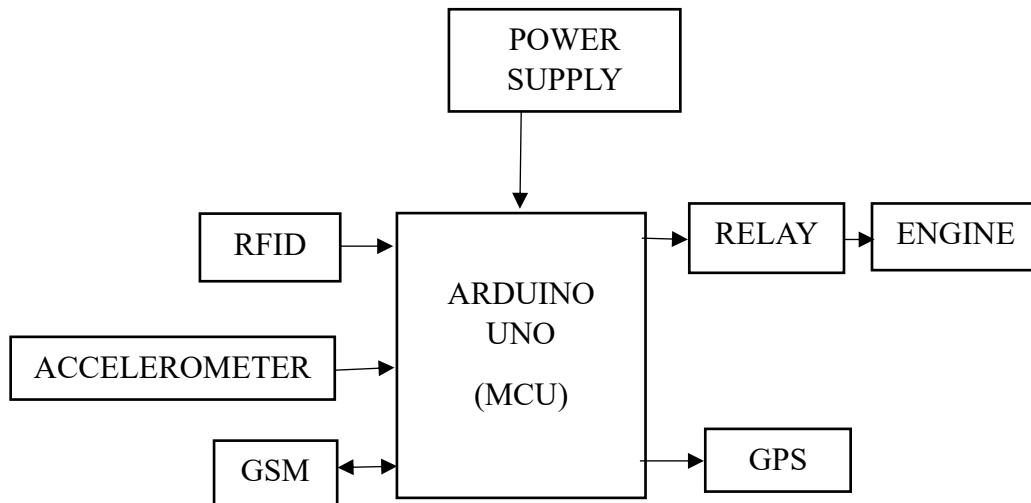 POWER
SUPPLY
RFID
RELAY
ENGINE
ARDUINO
UNO
(MCU)
ACCELEROMETER
GSM
GPS